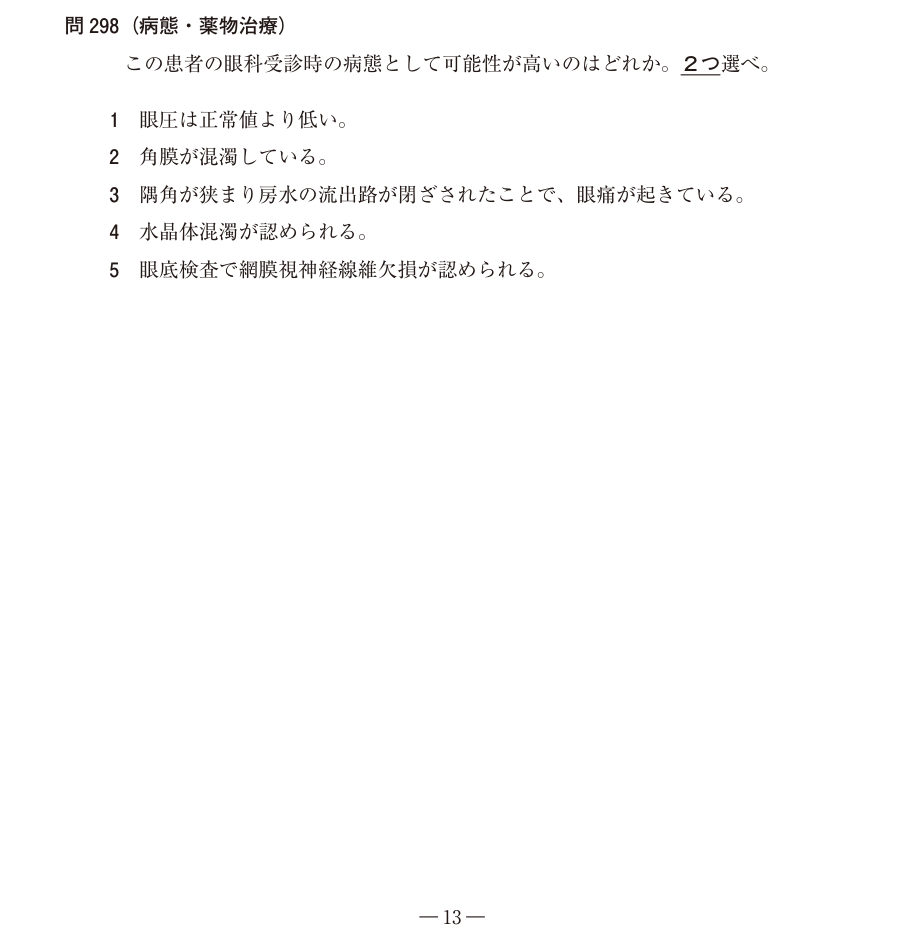 問 298（病態・薬物治療）
この患者の眼科受診時の病態として可能性が高いのはどれか。２つ選べ。
1 眼圧は正常値より低い。
2 角膜が混濁している。
3 隅角が狭まり房水の流出路が閉ざされたことで、眼痛が起きている。
4 水晶体混濁が認められる。
5 眼底検査で網膜視神経線維欠損が認められる。
― 13 ―